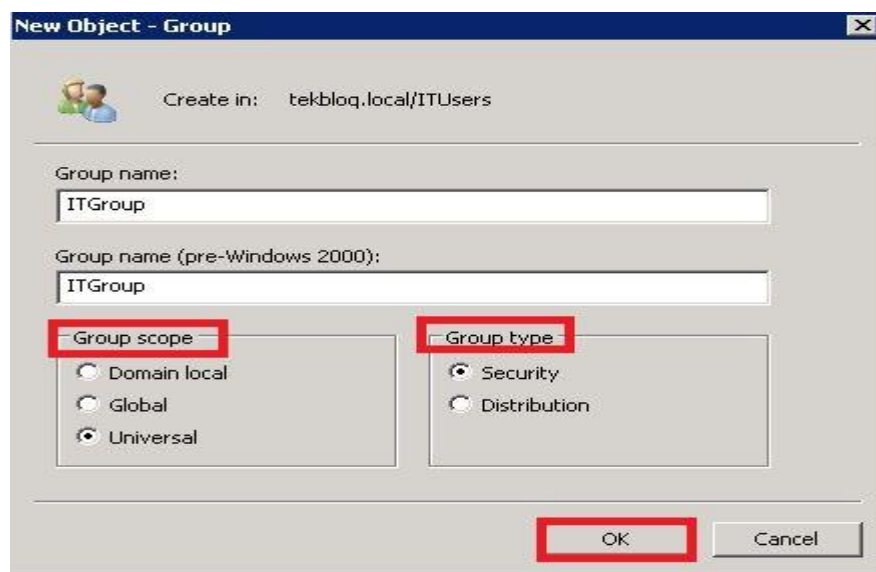 New Object - Group
Create in: tekbloq.local/ITUsers
Group name:
ITGroup
Group name (pre-Windows 2000):
ITGroup
Group scope
Domain local
Global
Universal
Group type
Security
Distribution
OK
Cancel